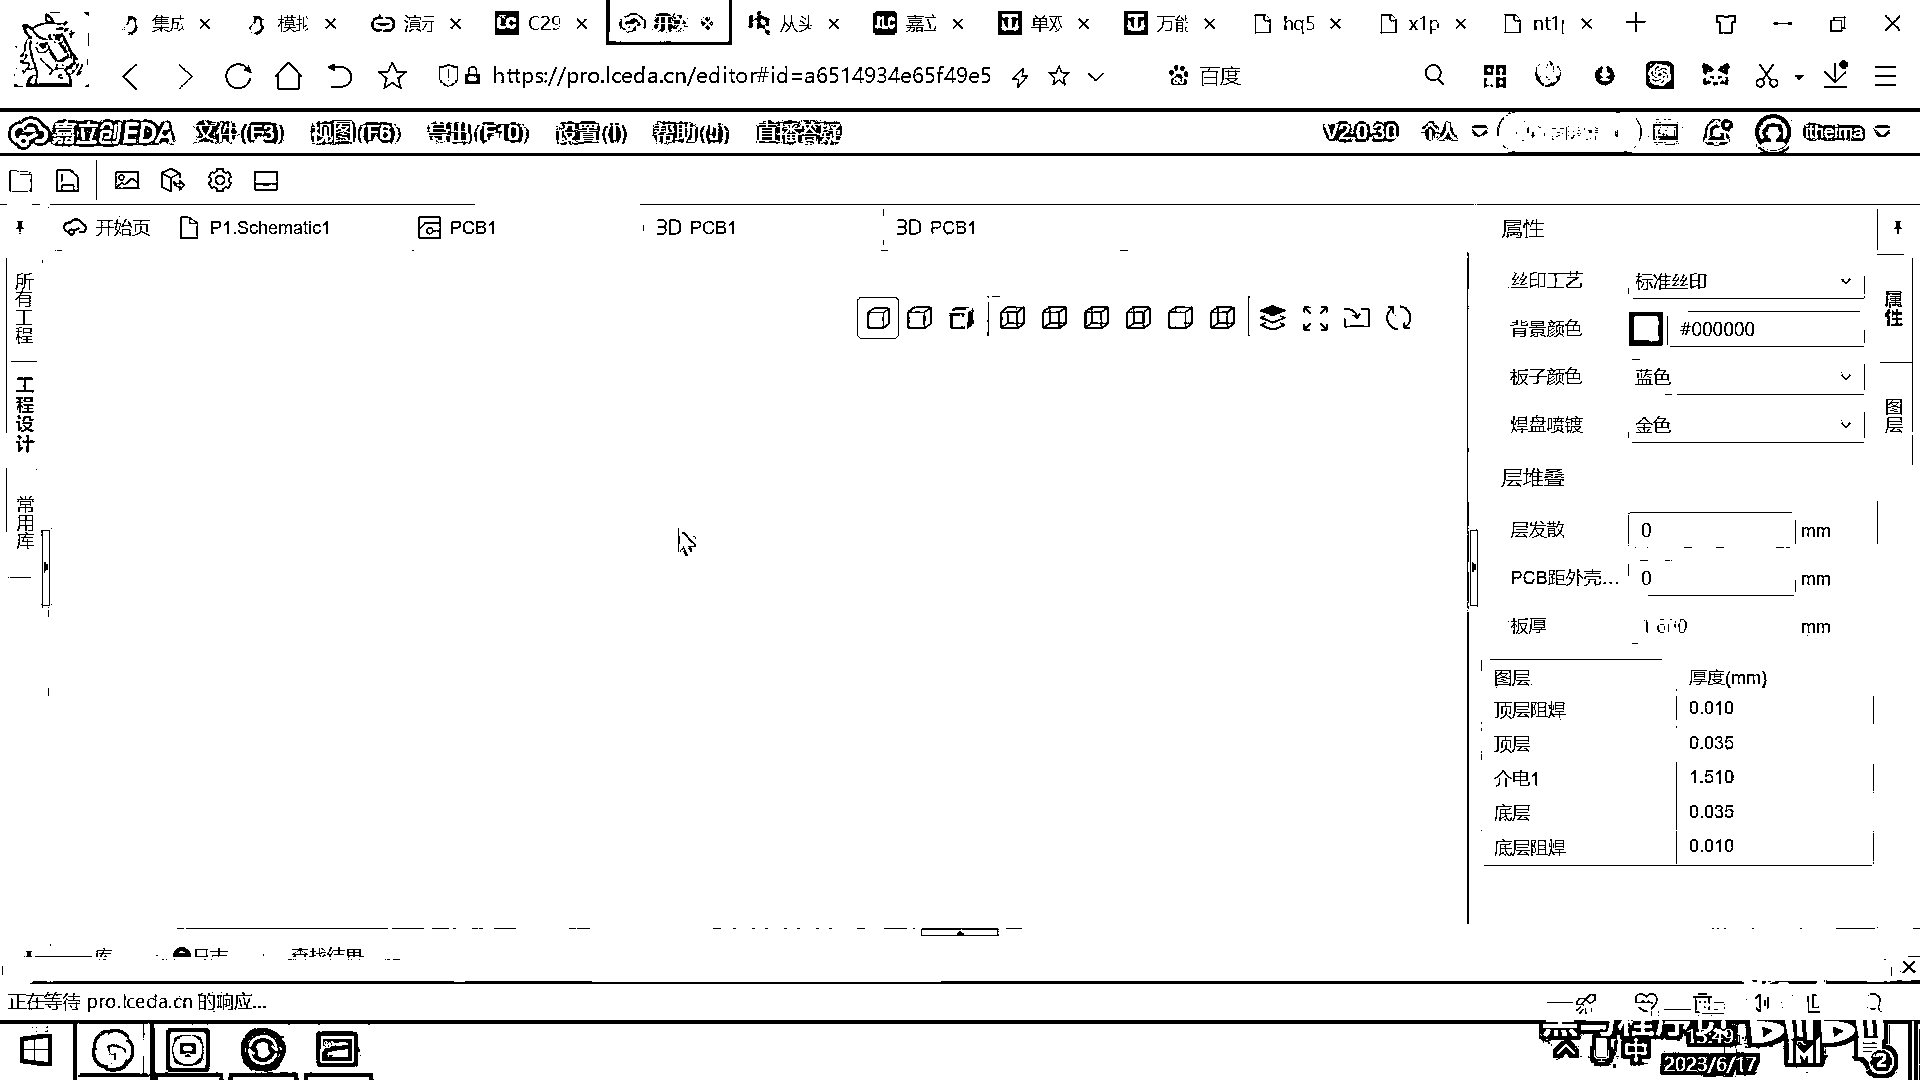 集成
模拟
演示
C29
开
从头
嘉立
单双
万能
hq5
x1p
nt1p
https://pro.lceda.cn/editor#id=a6514934e65f49e5
百度
嘉立创EDA
文件(F3)
视图(F6)
导出(F10)
设置(I)
帮助(J)
直播答疑
V2.0.30
个人
itheima
开始页
P1.Schematic1
PCB1
3D PCB1
3D PCB1
属性
所有工程
工程设计
常用库
丝印工艺
标准丝印
背景颜色
#000000
板子颜色
蓝色
焊盘喷镀
金色
属性
图层
层堆叠
层发散
0
mm
PCB距外壳...
0
mm
板厚
mm
图层
厚度(mm)
顶层阻焊
0.010
顶层
0.035
介电1
1.510
底层
0.035
底层阻焊
0.010
库
日志
查找结果
正在等待 pro.lceda.cn 的响应...
中
15:49
2023/6/17
2